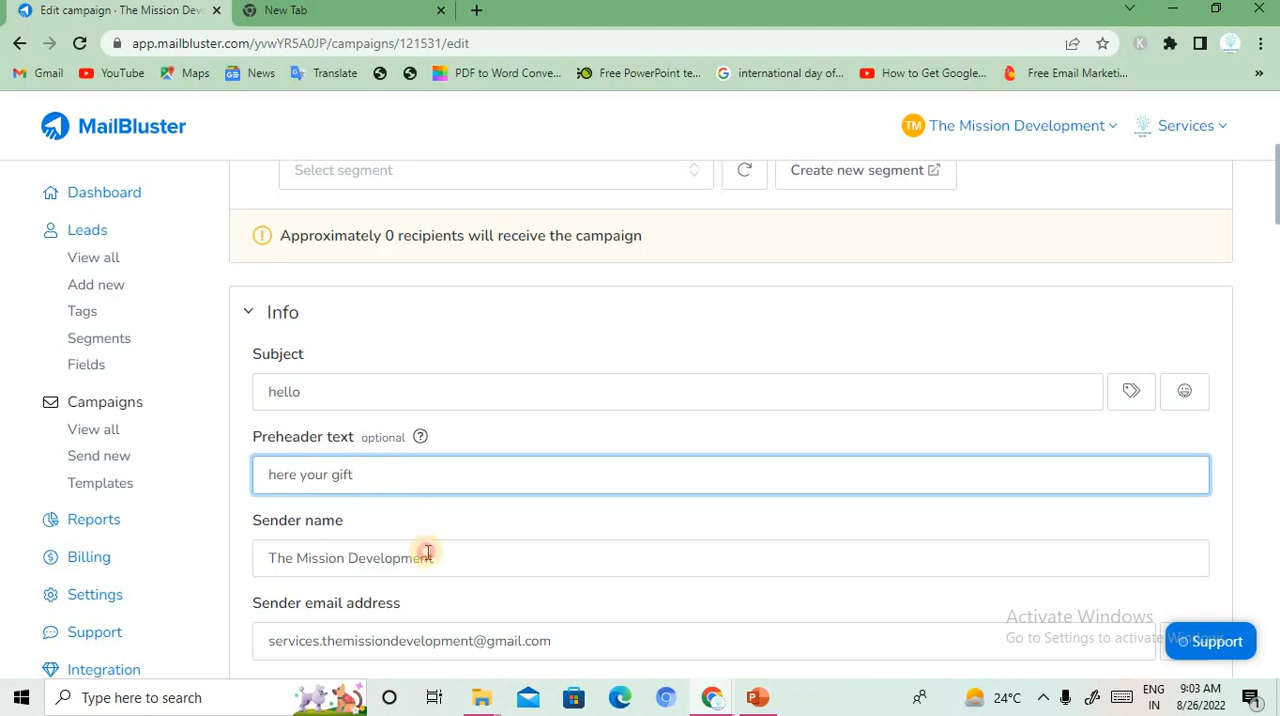 Edit campaign - The Mission Deve
New Tab
app.mailbluster.com/yvwYR5A0JP/campaigns/121531/edit
Gmail
YouTube
Maps
News
Translate
PDF to Word Conve...
Free PowerPoint te...
international day of...
How to Get Google...
Free Email Marketi...
»
MailBluster
TM The Mission Development
Services
Select segment
Create new segment
Approximately 0 recipients will receive the campaign
Dashboard
Leads
View all
Add new
Tags
Segments
Fields
Campaigns
View all
Send new
Templates
Reports
Billing
Settings
Support
Integration
Info
Subject
hello
Preheader text optional ?
here your gift
Sender name
The Mission Development
Sender email address
services.themissiondevelopment@gmail.com
Activate Windows
Go to Settings to activate Windows.
Support
Type here to search
24°C
ENG
IN
9:03 AM
8/26/2022
1